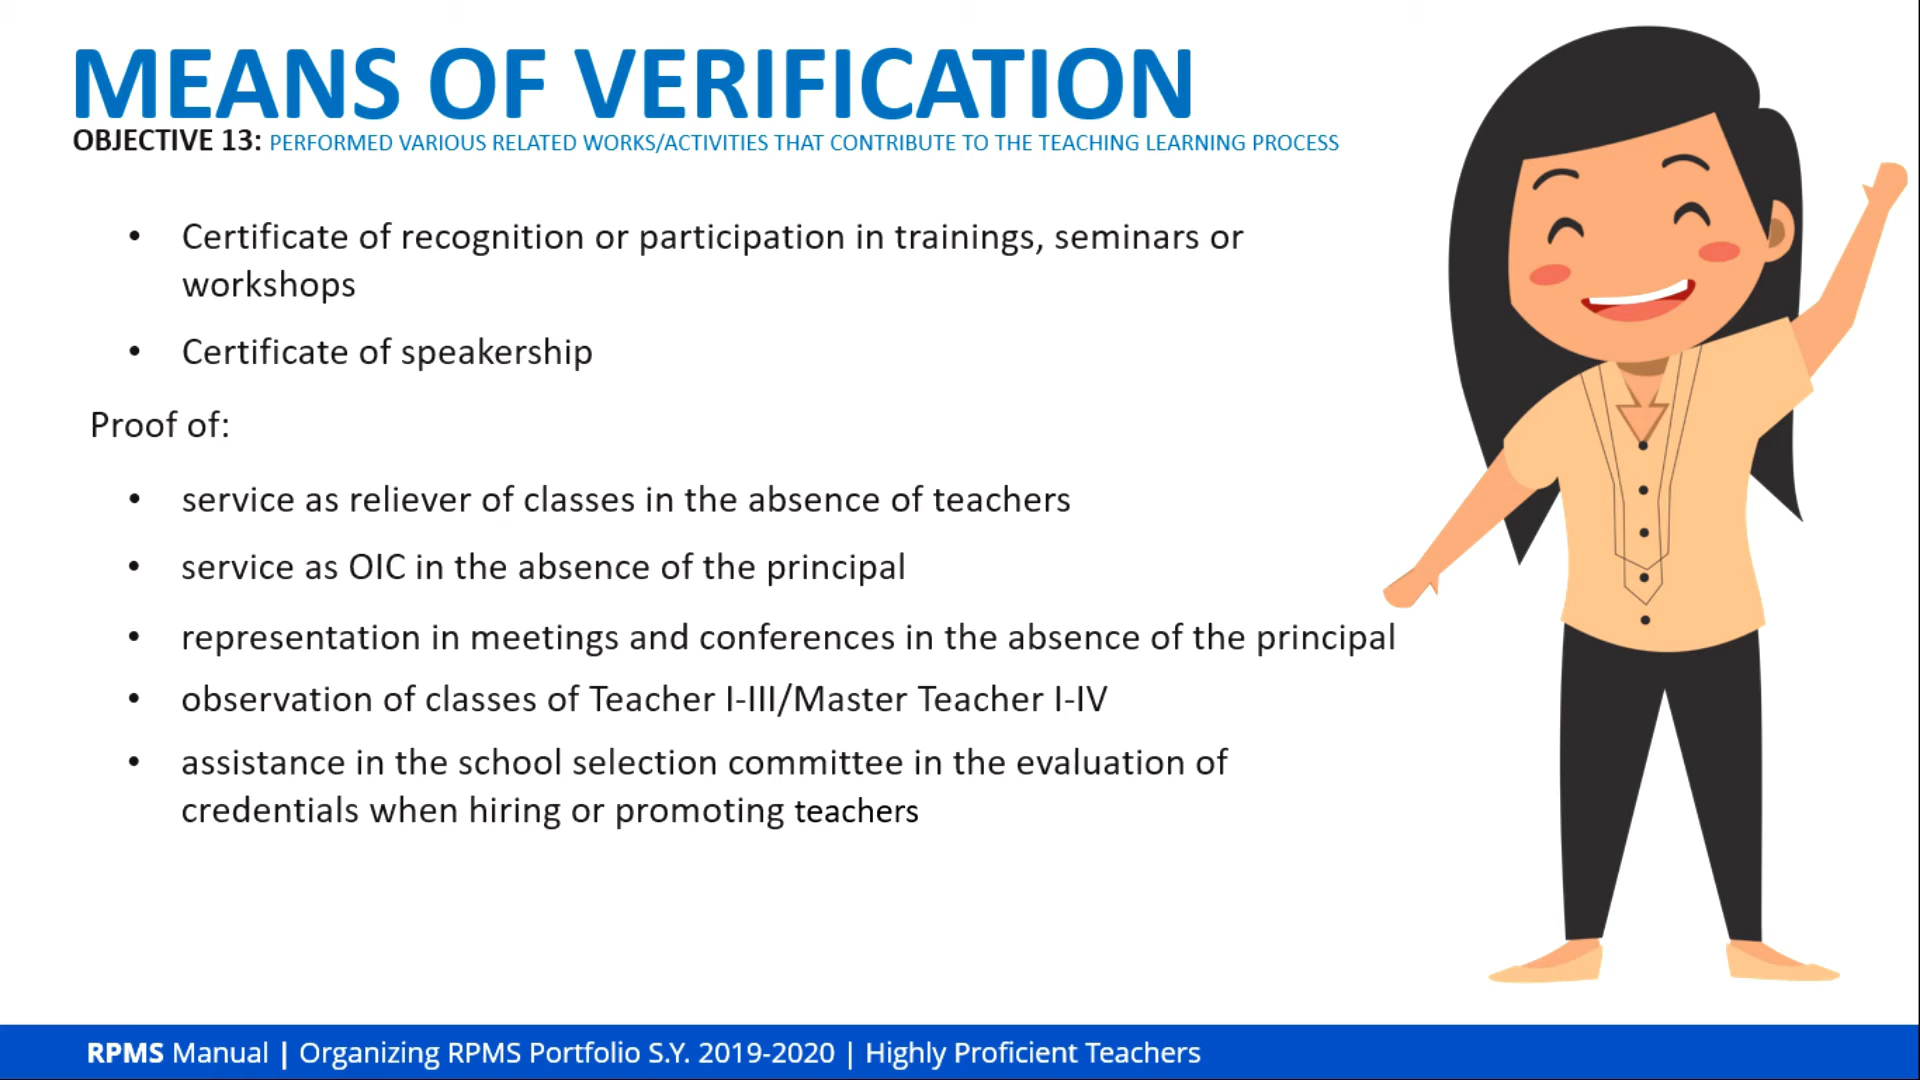 MEANS OF VERIFICATION
OBJECTIVE 13: PERFORMED VARIOUS RELATED WORKS/ACTIVITIES THAT CONTRIBUTE TO THE TEACHING LEARNING PROCESS
• Certificate of recognition or participation in trainings, seminars or
workshops
• Certificate of speakership
Proof of:
• service as reliever of classes in the absence of teachers
• service as OIC in the absence of the principal
• representation in meetings and conferences in the absence of the principal
• observation of classes of Teacher I-III/Master Teacher I-IV
• assistance in the school selection committee in the evaluation of
credentials when hiring or promoting teachers
RPMS Manual | Organizing RPMS Portfolio S.Y. 2019-2020 | Highly Proficient Teachers